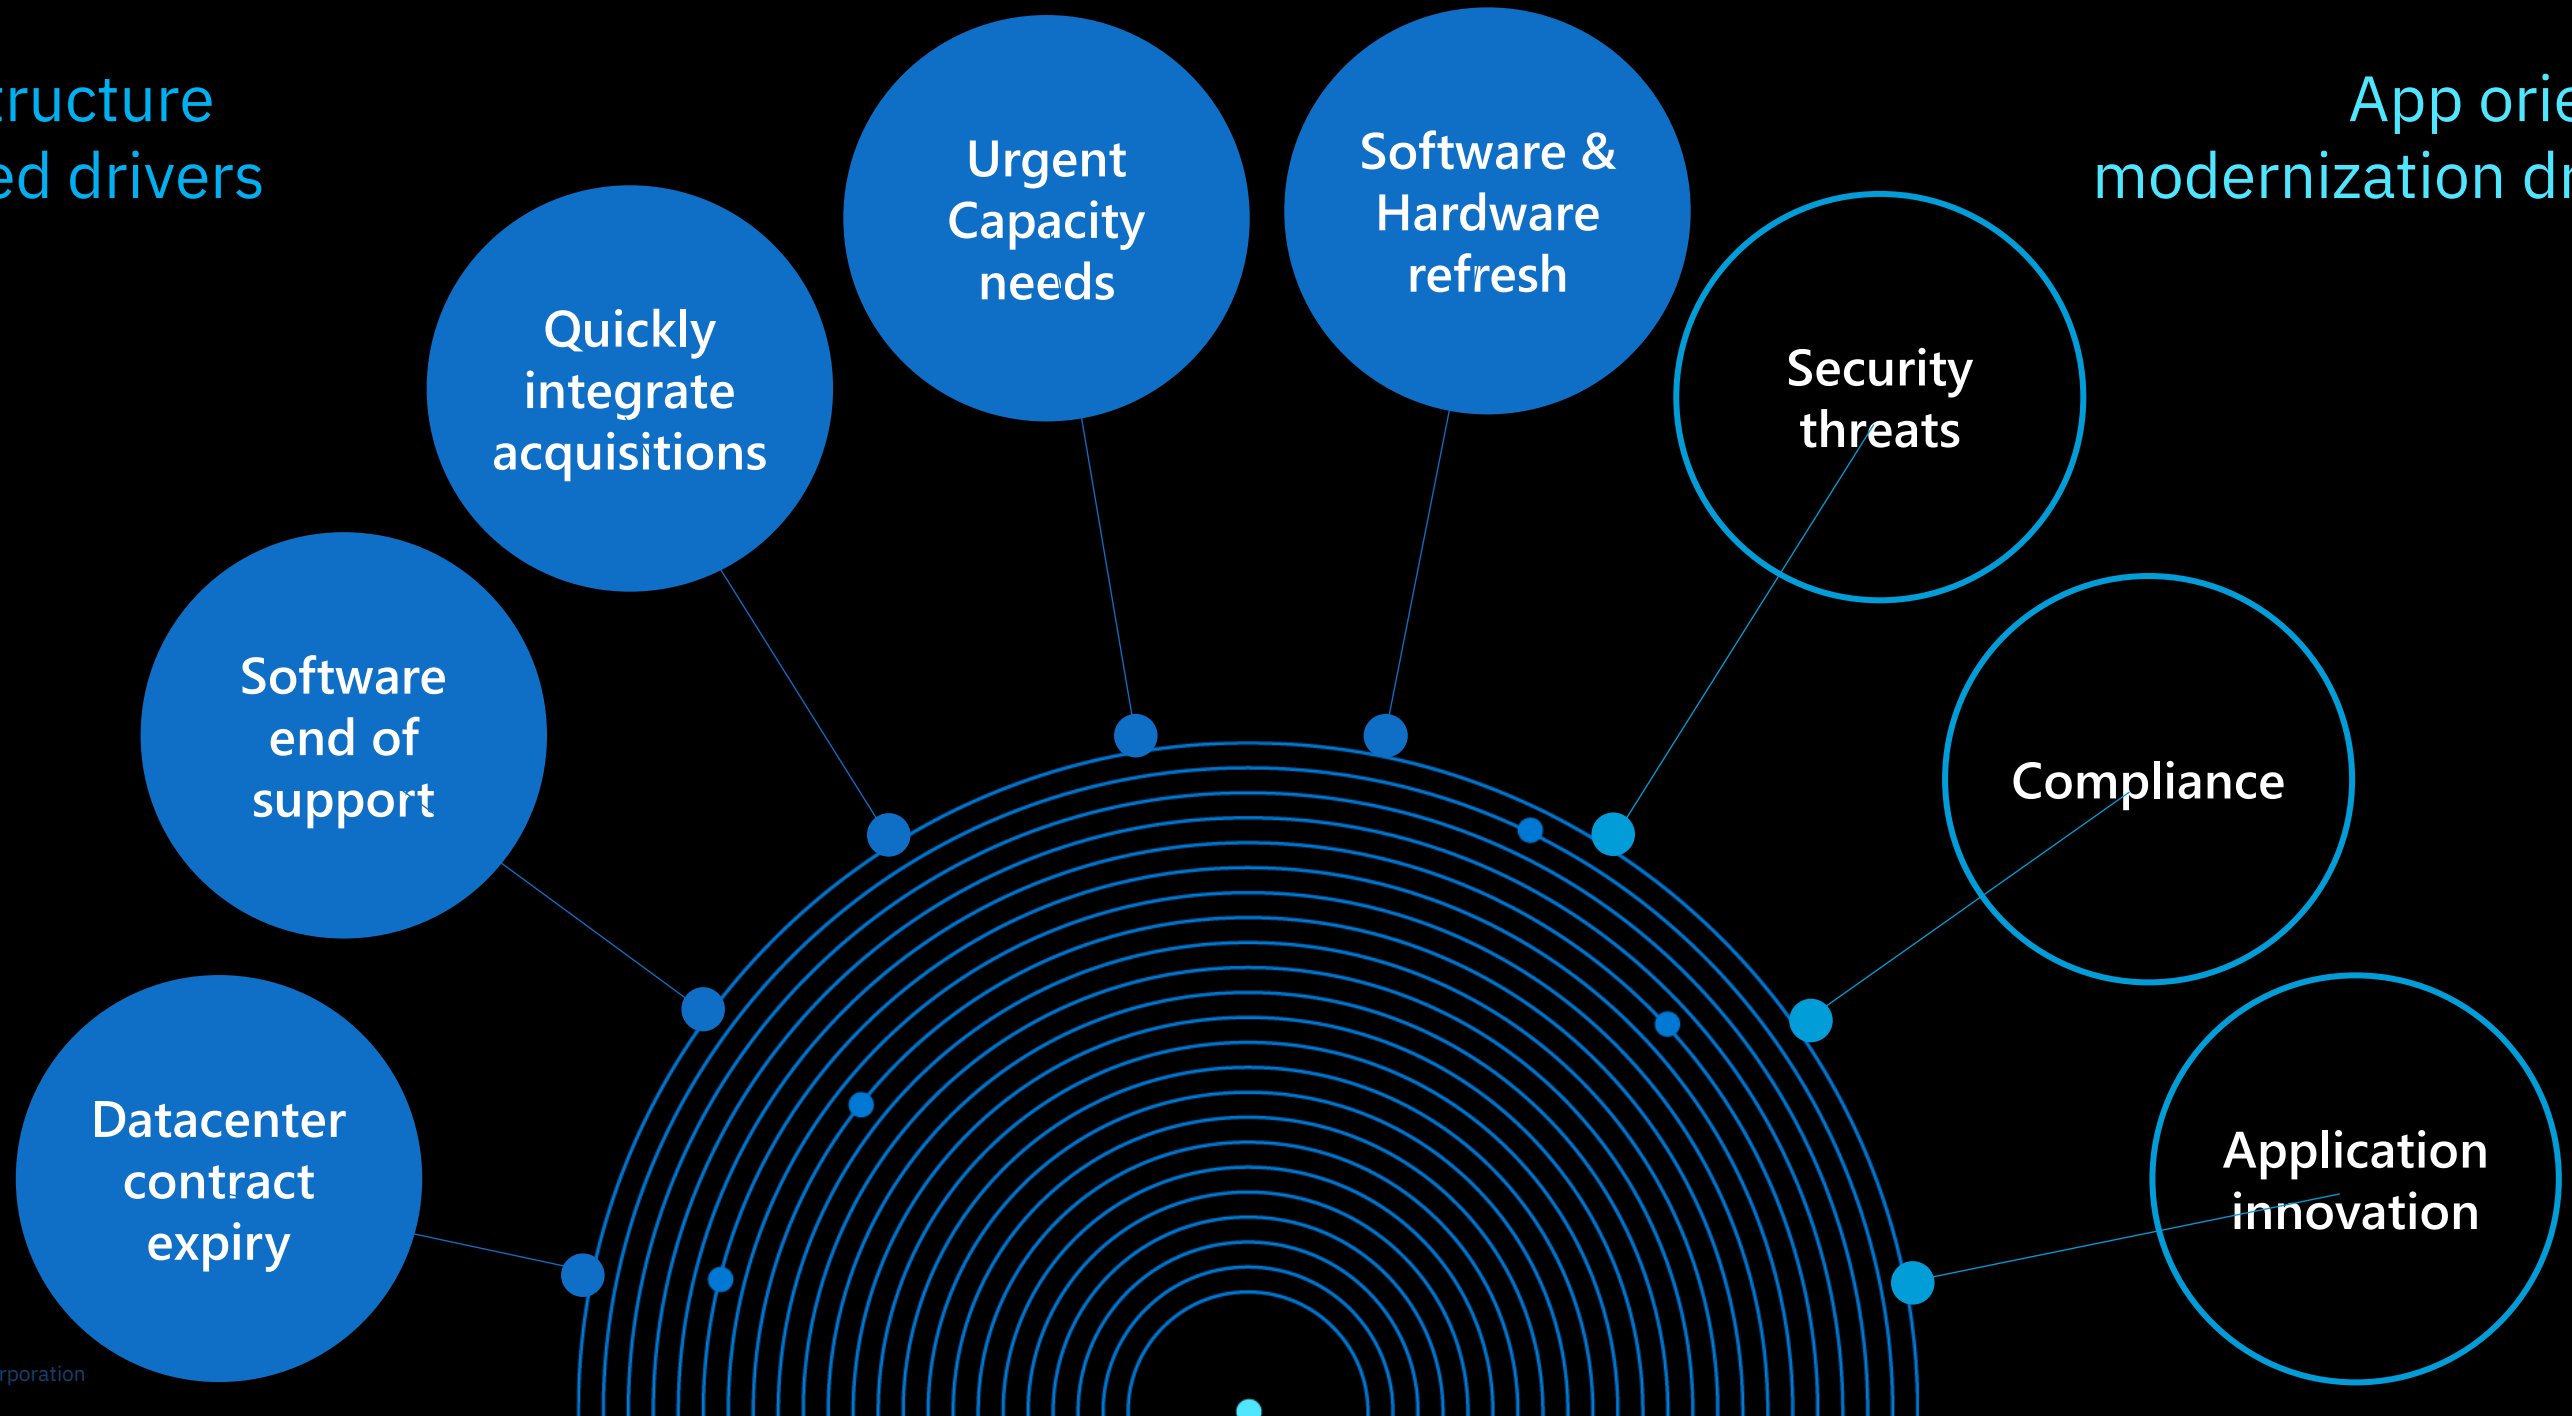 tructure
ed drivers
App orie
modernization dr
Urgent
Capacity
needs
Software &
Hardware
refresh
Quickly
integrate
acquisitions
Security
threats
Software
end of
support
Compliance
Datacenter
contract
expiry
Application
innovation
rporation